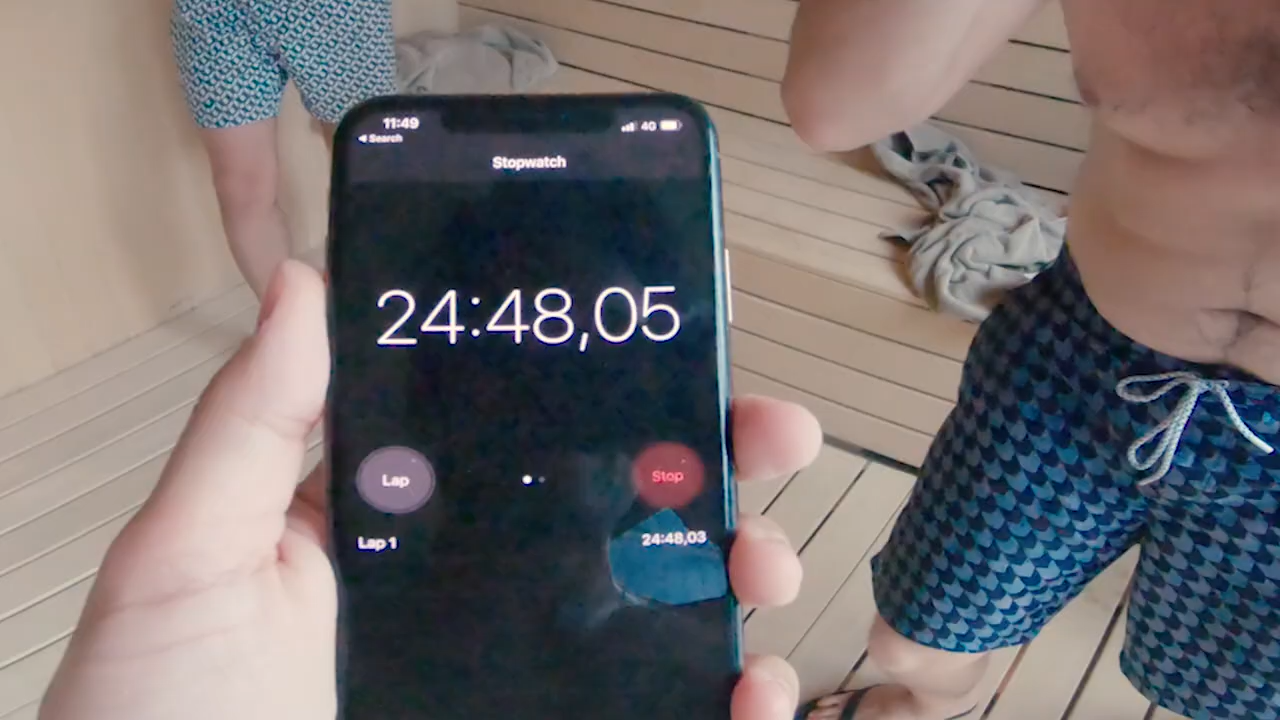 11:49
4G
◀ Search
Stopwatch
24:48,05
Lap
Stop
Lap 1
24:48,03